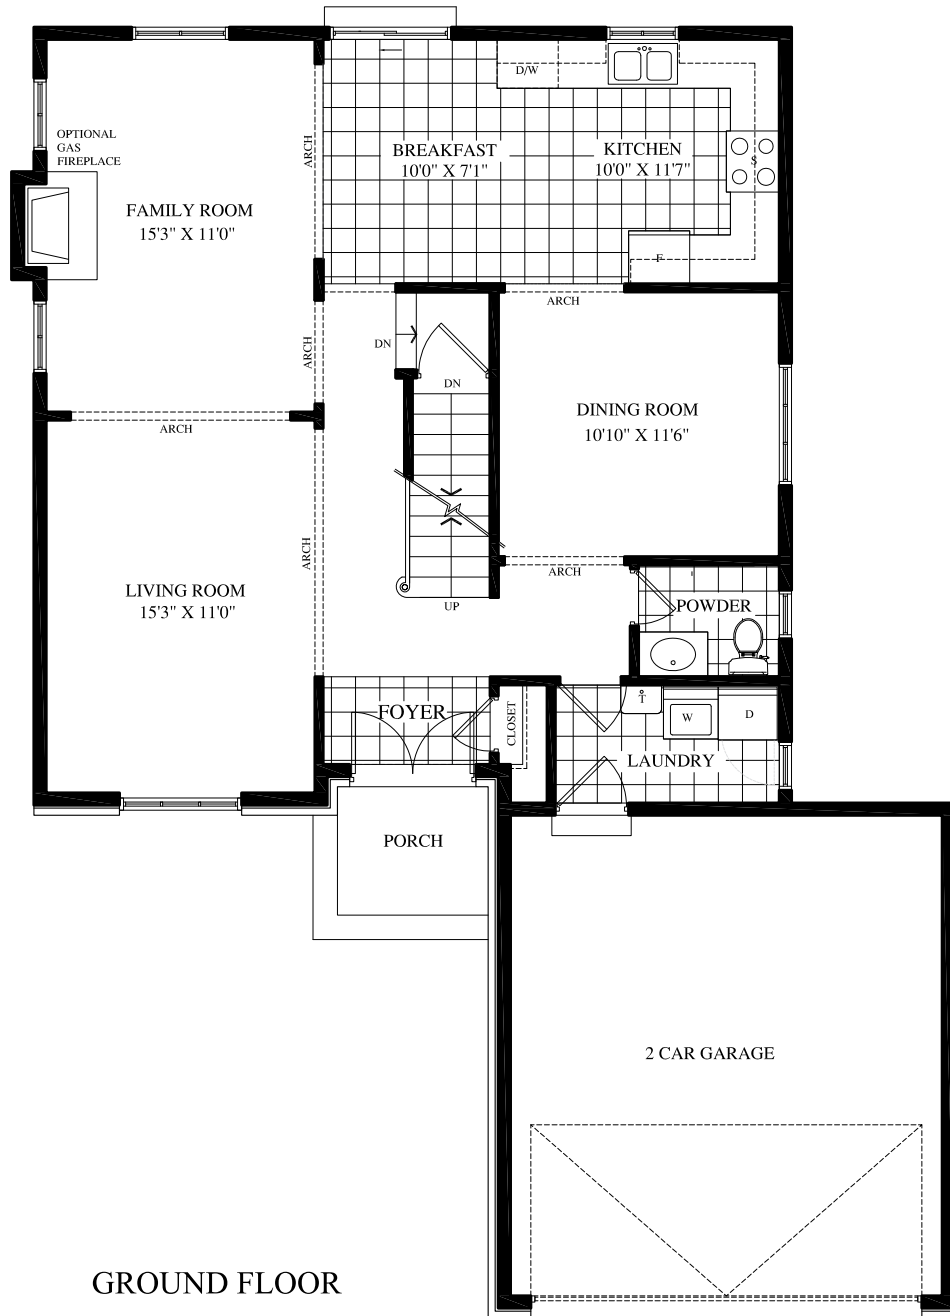 D/W
OPTIONAL
GAS
FIREPLACE
ARCH
BREAKFAST
10'0" X 7'1"
KITCHEN
10'0" X 11'7"
S
FAMILY ROOM
15'3" X 11'0"
F
ARCH
DN
ARCH
DN
DINING ROOM
10'10" X 11'6"
ARCH
ARCH
ARCH
LIVING ROOM
15'3" X 11'0"
UP
POWDER
FOYER
CLOSET
T
W
D
LAUNDRY
PORCH
2 CAR GARAGE
GROUND FLOOR